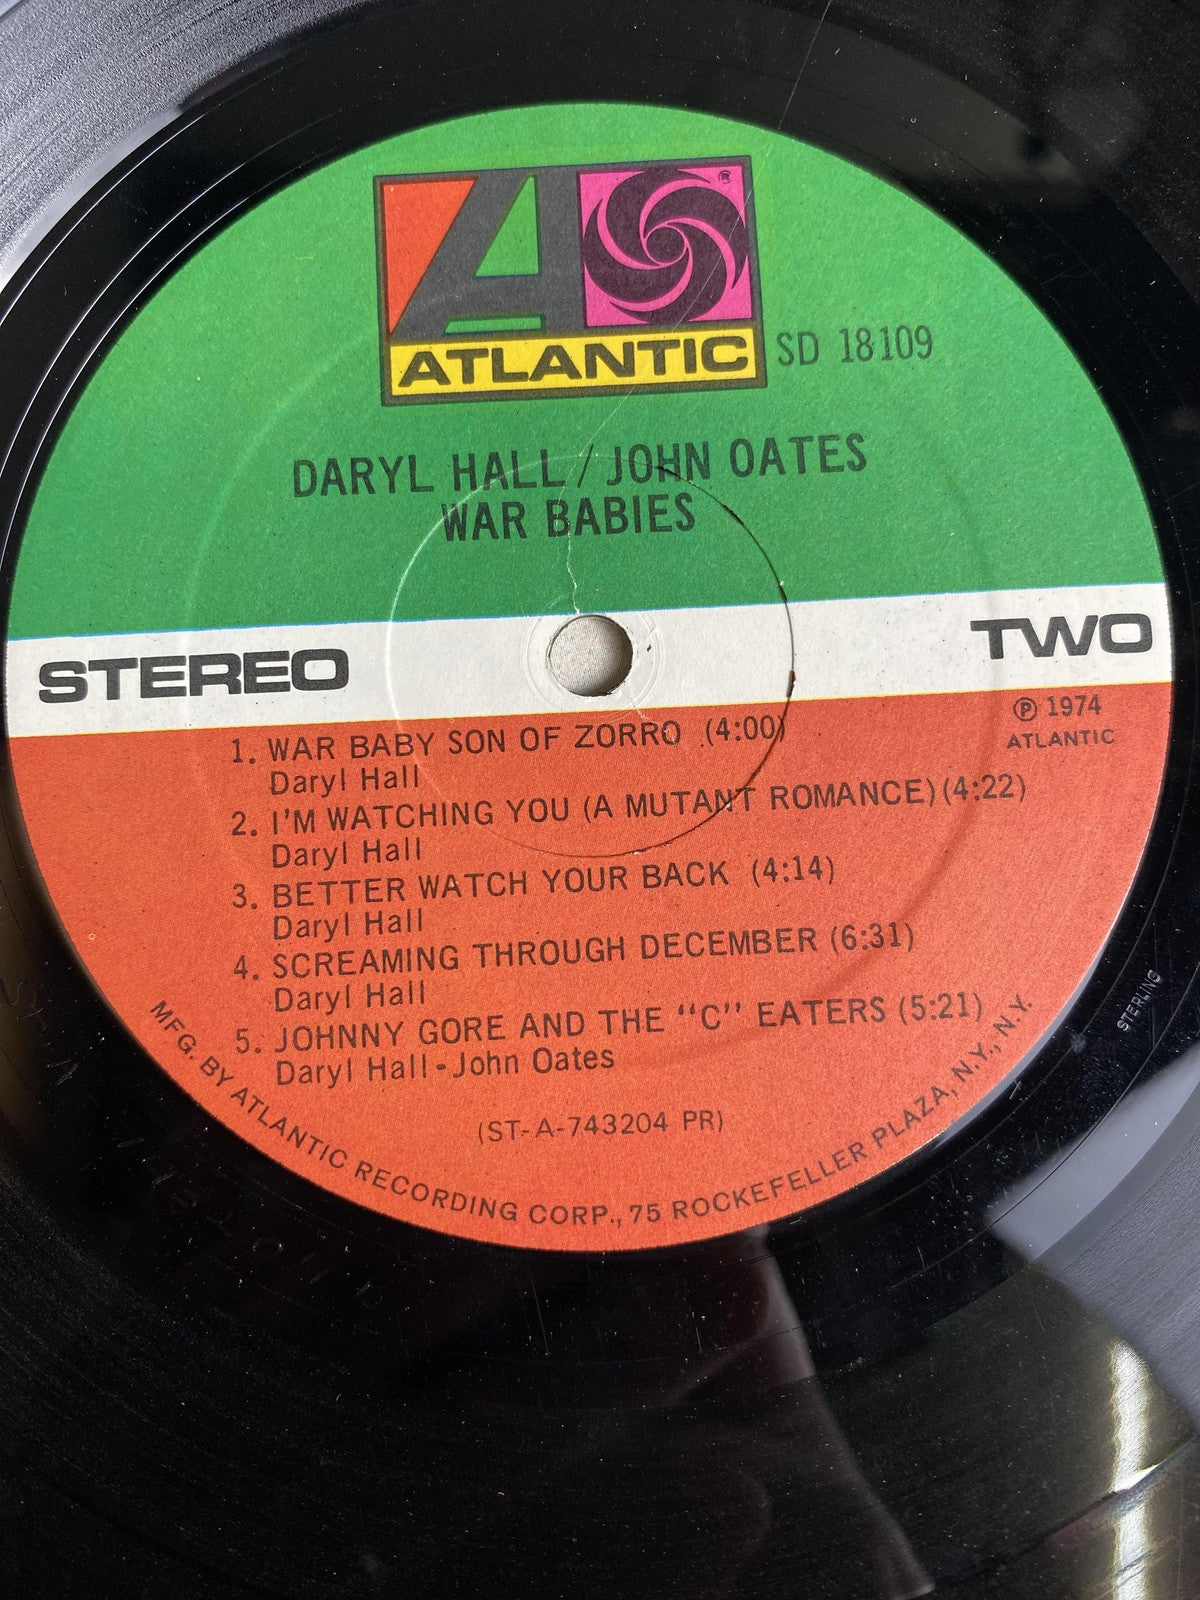 ATLANTIC
®
SD 18109
DARYL HALL / JOHN OATES
WAR BABIES
STEREO
TWO
℗ 1974
ATLANTIC
1. WAR BABY SON OF ZORRO (4:00)
Daryl Hall
2. I'M WATCHING YOU (A MUTANT ROMANCE) (4:22)
Daryl Hall
3. BETTER WATCH YOUR BACK (4:14)
Daryl Hall
4. SCREAMING THROUGH DECEMBER (6:31)
Daryl Hall
5. JOHNNY GORE AND THE "C" EATERS (5:21)
Daryl Hall-John Oates
(ST-A-743204 PR)
MFG. BY ATLANTIC RECORDING CORP., 75 ROCKEFELLER PLAZA, N.Y., N.Y.
STERLING